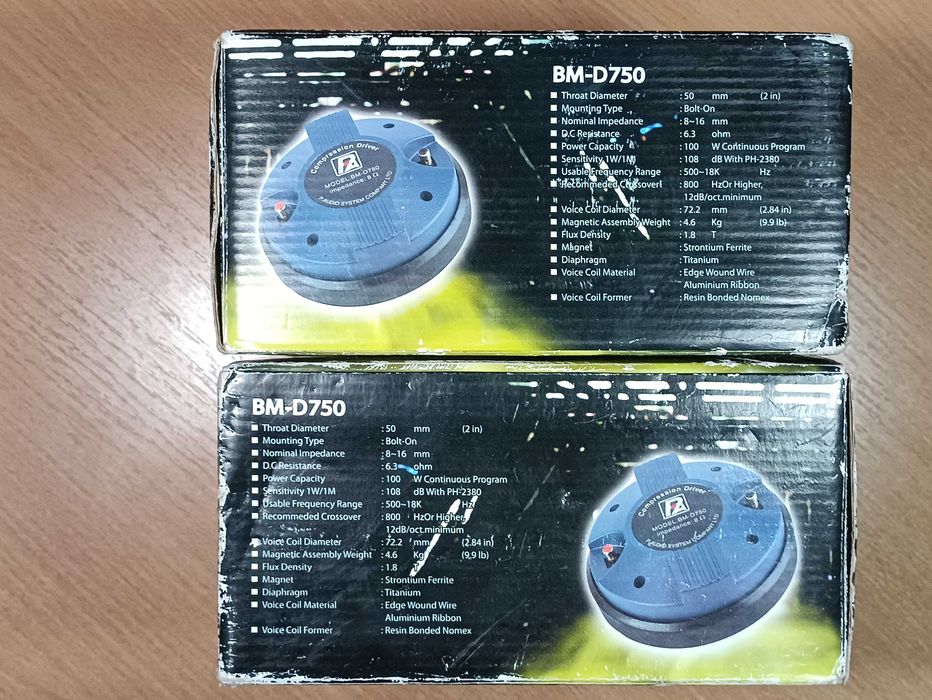 BM-D750
Throat Diameter : 50 mm (2 in)
Mounting Type : Bolt-On
Nominal Impedance : 8~16 mm
D.C Resistance : 6.3 ohm
Power Capacity : 100 W Continuous Program
Sensitivity 1W/1M : 108 dB With PH-2380
Usable Frequency Range : 500~18K Hz
Recommeded Crossover : 800 HzOr Higher,
12dB/oct.minimum
Voice Coil Diameter : 72.2 mm (2.84 in)
Magnetic Assembly Weight : 4.6 Kg (9.9 lb)
Flux Density : 1.8 T
Magnet : Strontium Ferrite
Diaphragm : Titanium
Voice Coil Material : Edge Wound Wire
Aluminium Ribbon
Voice Coil Former : Resin Bonded Nomex
Compression Driver
MODEL:BM-D750
Impedance: 8 Ω
P.AUDIO SYSTEM COMPANY LTD
BM-D750
Throat Diameter : 50 mm (2 in)
Mounting Type : Bolt-On
Nominal Impedance : 8~16 mm
D.C Resistance : 6.3 ohm
Power Capacity : 100 W Continuous Program
Sensitivity 1W/1M : 108 dB With PH-2380
Usable Frequency Range : 500~18K Hz
Recommeded Crossover : 800 HzOr Higher,
12dB/oct.minimum
Voice Coil Diameter : 72.2 mm (2.84 in)
Magnetic Assembly Weight : 4.6 Kg (9.9 lb)
Flux Density : 1.8 T
Magnet : Strontium Ferrite
Diaphragm : Titanium
Voice Coil Material : Edge Wound Wire
Aluminium Ribbon
Voice Coil Former : Resin Bonded Nomex
Compression Driver
MODEL:BM-D750
Impedance: 8 Ω
P.AUDIO SYSTEM COMPANY LTD